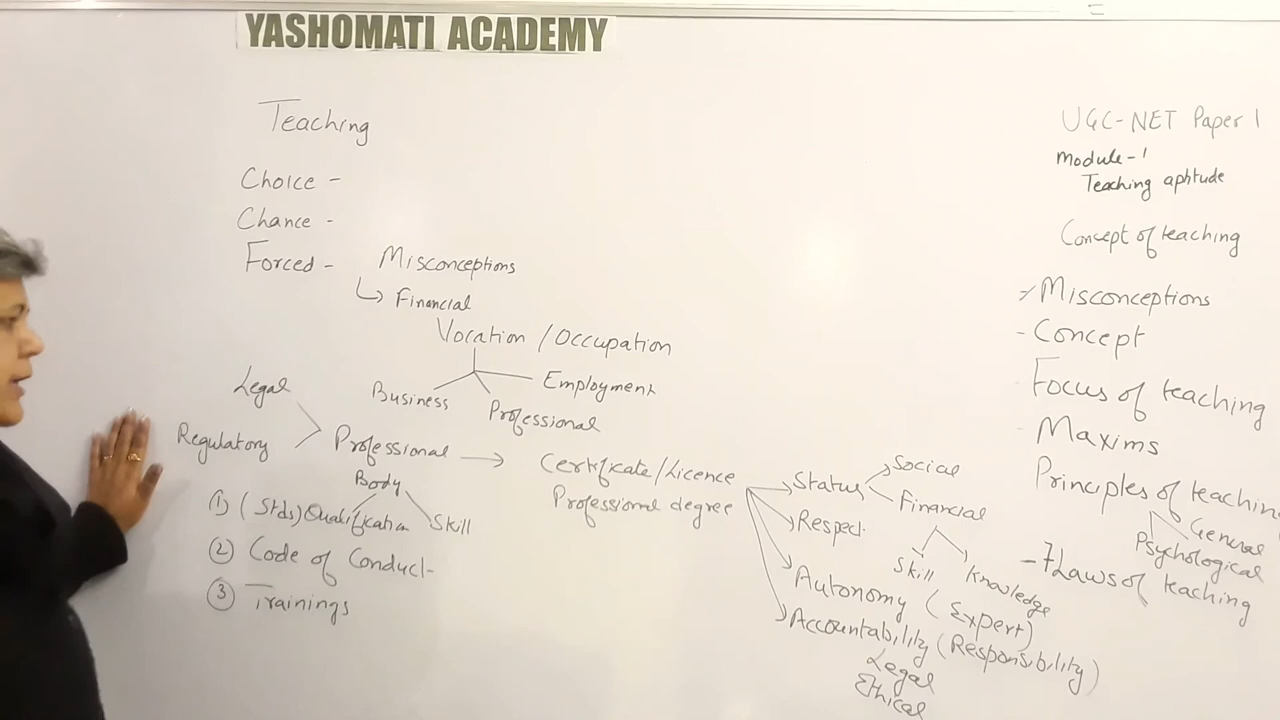 YASHOMATI ACADEMY
Teaching
Choice -
Chance -
Forced -
Misconceptions
Financial
Vocation / Occupation
Business
Professional
Employment
Legal
Regulatory
Professional
Body
① (Stds) Qualification
Skill
② Code of Conduct
③ Trainings
Certificate/Licence
Professional degree
Status
Social
Financial
Skill
Knowledge
Respect
Autonomy (Expert)
Accountability (Responsibility)
Legal
Ethical
UGC-NET Paper 1
Module-1
Teaching aptitude
Concept of teaching
Misconceptions
- Concept
- Focus of teaching
- Maxims
Principles of teaching
General
Psychological
- 7 Laws of teaching